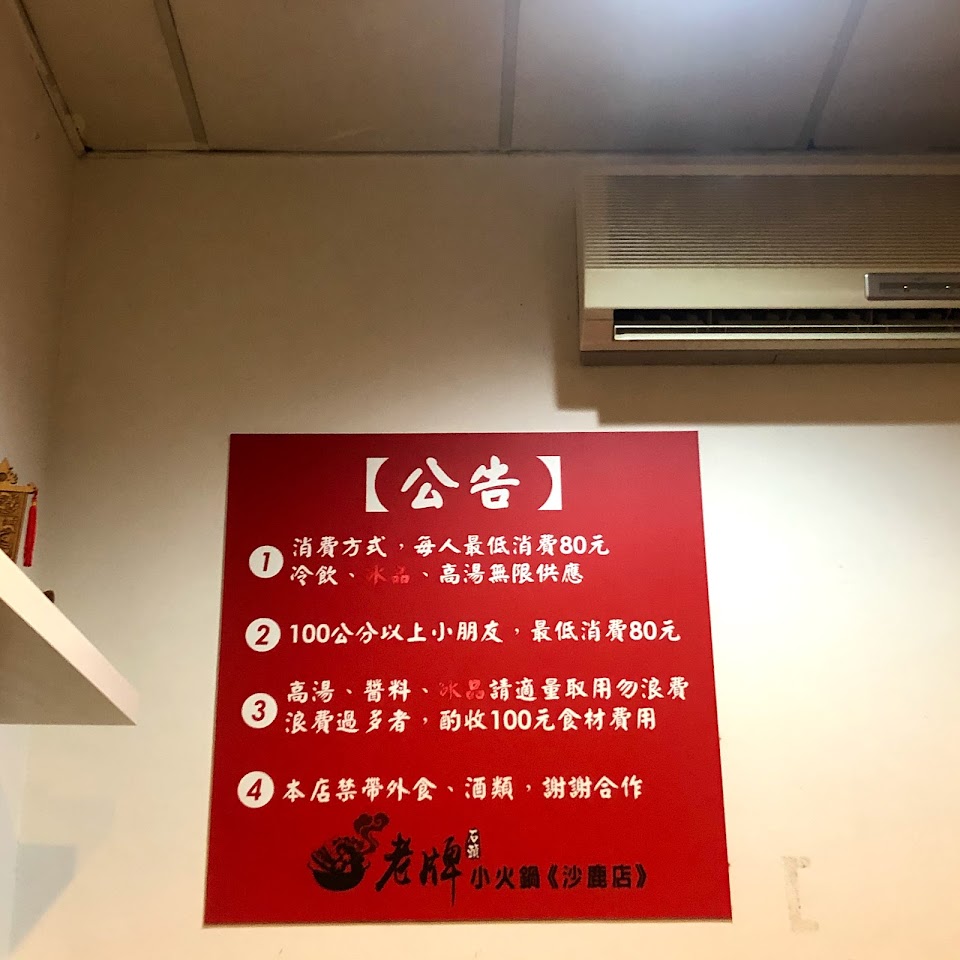 【公告】
1 消費方式，每人最低消費80元
冷飲、冰品、高湯無限供應
2 100公分以上小朋友，最低消費80元
3 高湯、醬料、冰品請適量取用勿浪費
浪費過多者，酌收100元食材費用
4 本店禁帶外食、酒類，謝謝合作
老牌 石頭 小火鍋《沙鹿店》